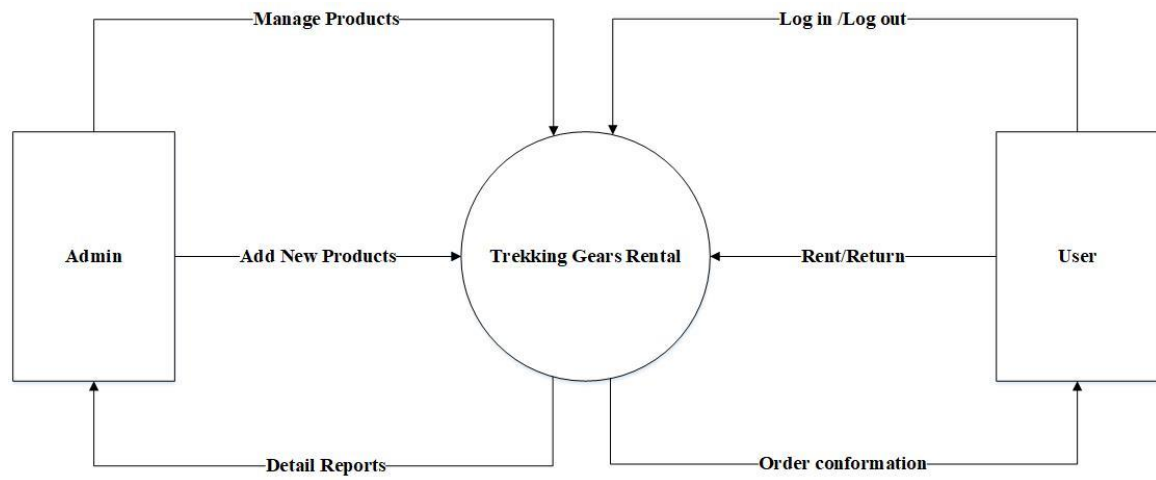 Manage Products
Log in /Log out
Admin
Add New Products
Trekking Gears Rental
Rent/Return
User
Detail Reports
Order conformation